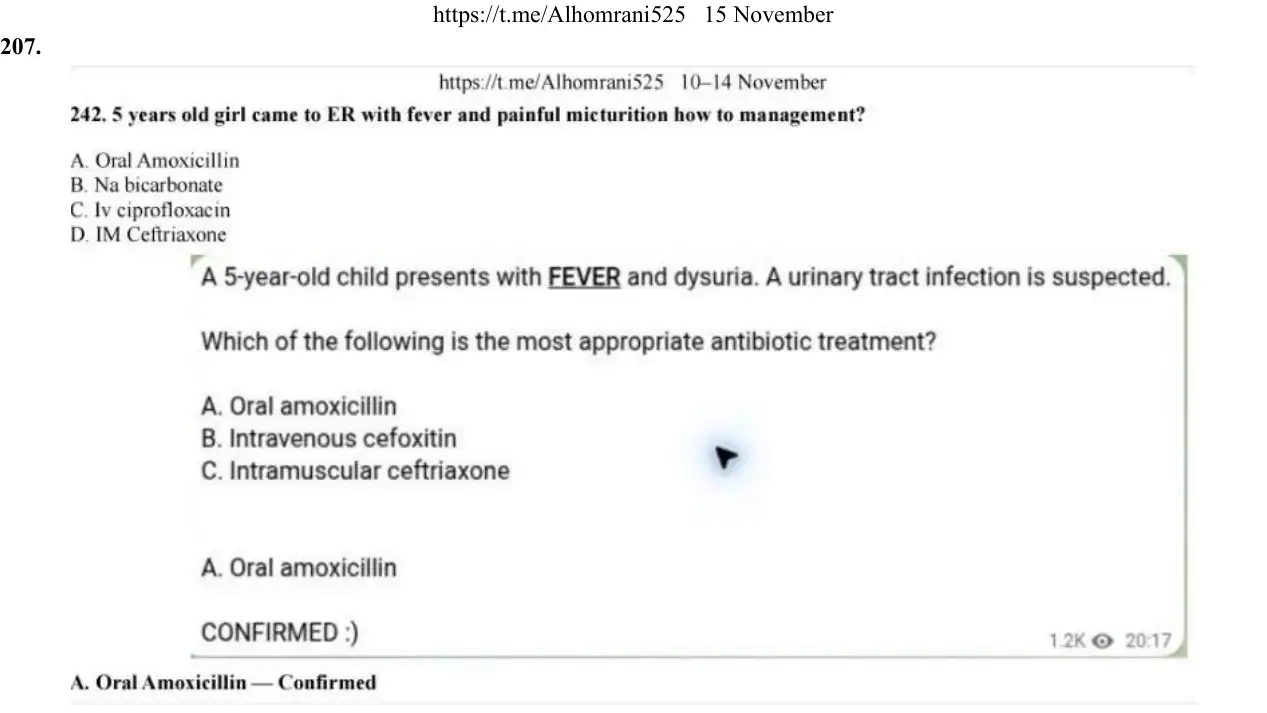 https://t.me/Alhomrani525 15 November
207.
https://t.me/Alhomrani525 10–14 November
242. 5 years old girl came to ER with fever and painful micturition how to management?
A. Oral Amoxicillin
B. Na bicarbonate
C. Iv ciprofloxacin
D. IM Ceftriaxone
A 5-year-old child presents with FEVER and dysuria. A urinary tract infection is suspected.
Which of the following is the most appropriate antibiotic treatment?
A. Oral amoxicillin
B. Intravenous cefoxitin
C. Intramuscular ceftriaxone
A. Oral amoxicillin
CONFIRMED :)
1.2K 20:17
A. Oral Amoxicillin — Confirmed